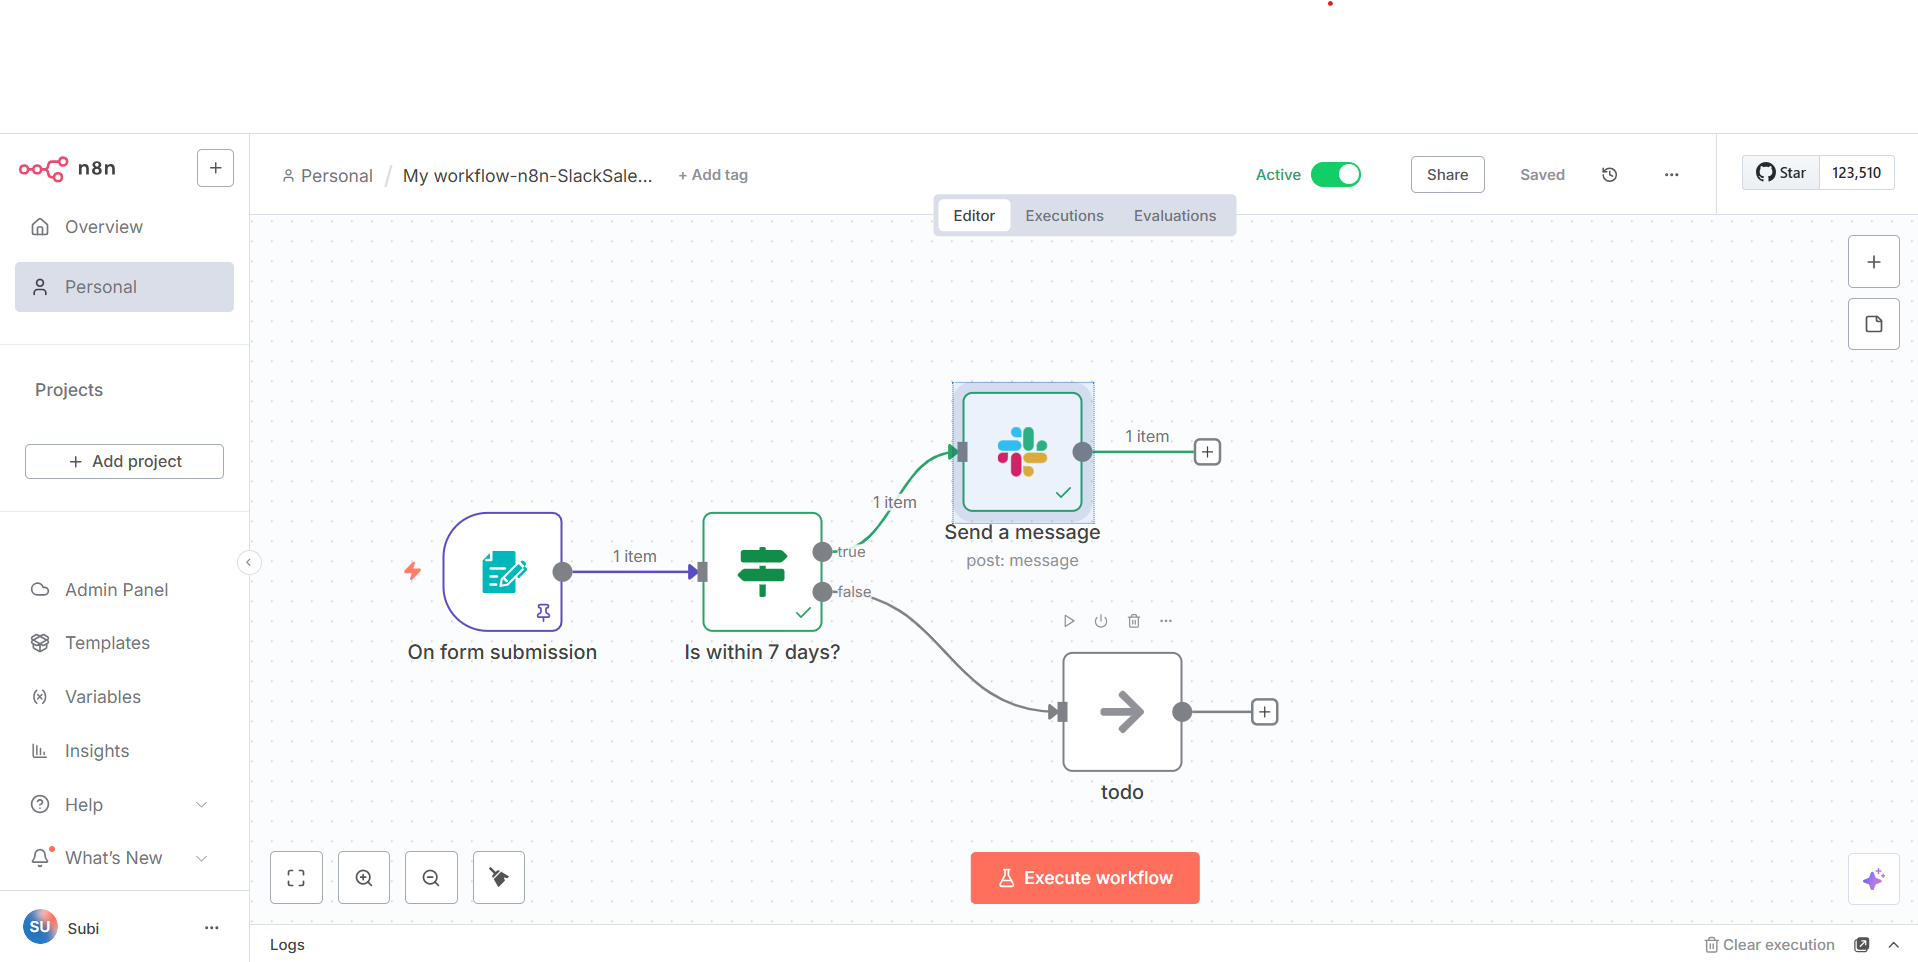 n8n
Overview
Personal
Projects
Add project
Admin Panel
Templates
Variables
Insights
Help
What's New
SU
Subi
Personal / My workflow-n8n-SlackSale...
+ Add tag
Active
Share
Saved
Star
123,510
Editor
Executions
Evaluations
1 item
1 item
1 item
true
false
Send a message
post: message
On form submission
Is within 7 days?
todo
Execute workflow
Logs
Clear execution